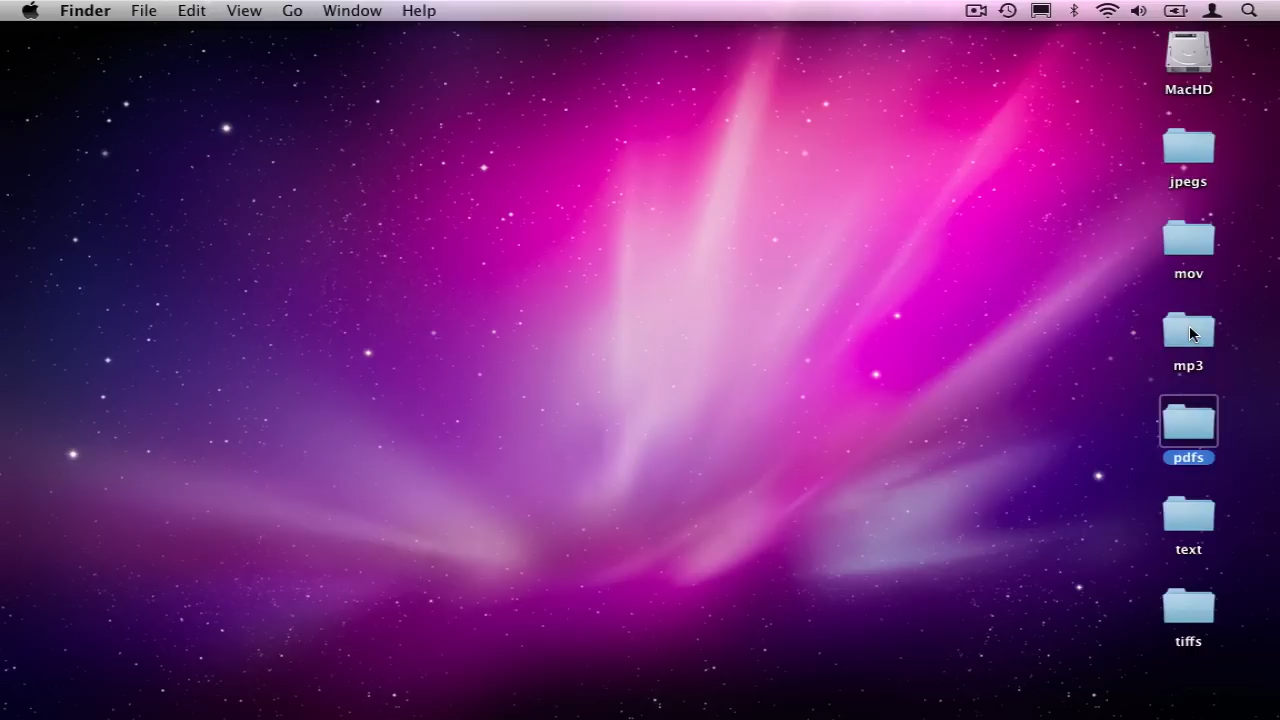 Finder File Edit View Go Window Help
MacHD
jpegs
mov
mp3
pdfs
text
tiffs